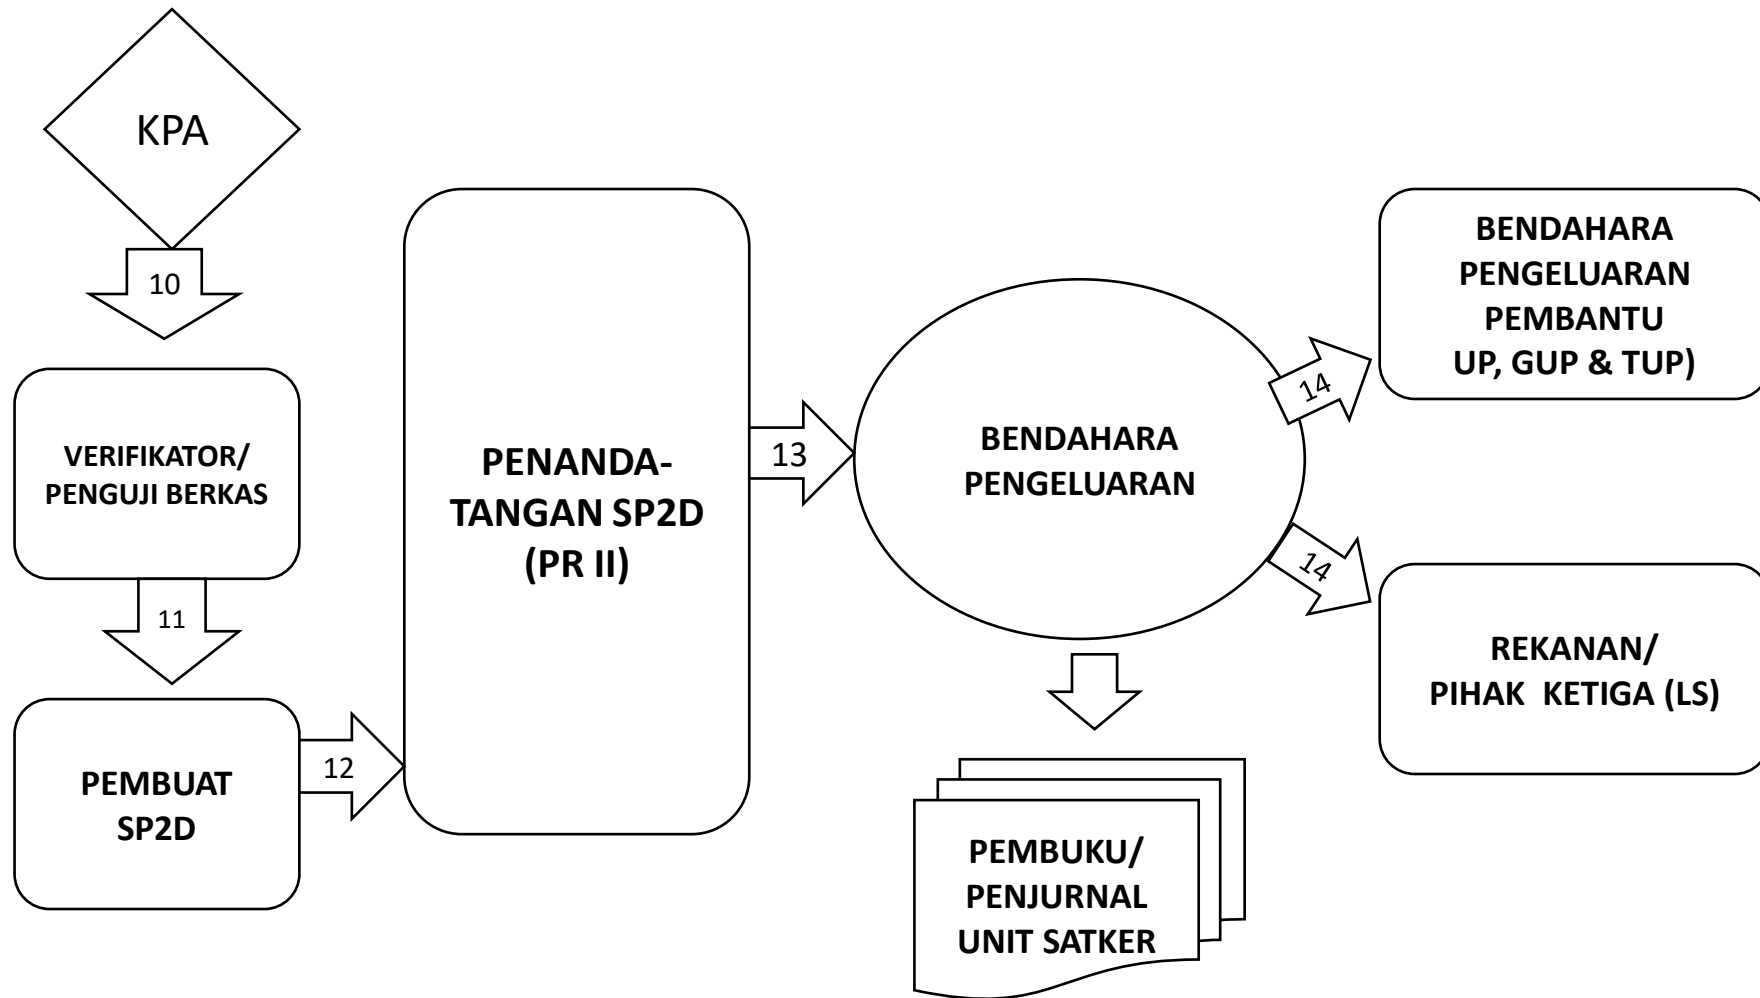 KPA
10
VERIFIKATOR/
PENGUJI BERKAS
11
PEMBUAT
SP2D
12
PENANDA-
TANGAN SP2D
(PR II)
13
BENDAHARA
PENGELUARAN
14
BENDAHARA
PENGELUARAN
PEMBANTU
UP, GUP & TUP)
14
REKANAN/
PIHAK KETIGA (LS)
PEMBUKU/
PENJURNAL
UNIT SATKER